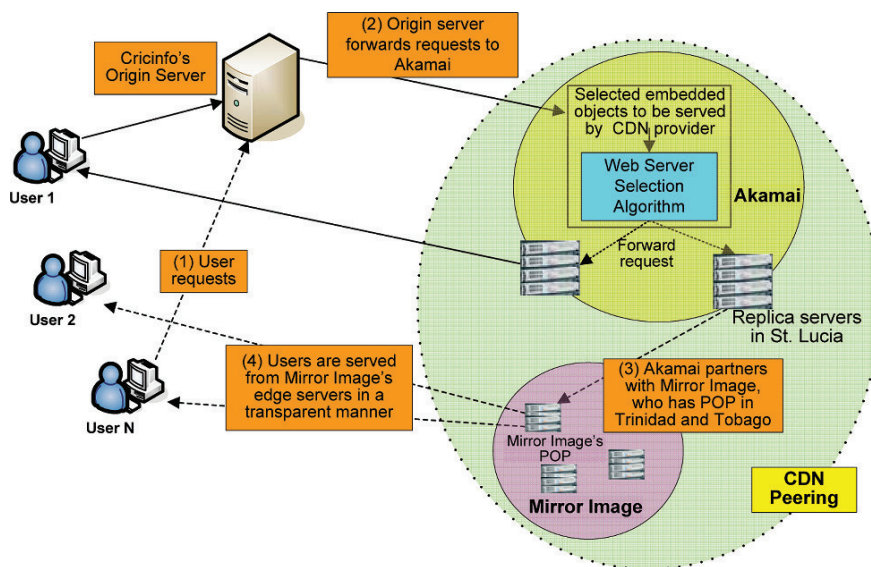 Cricinfo's
Origin Server
(2) Origin server
forwards requests to
Akamai
Selected embedded
objects to be served
by CDN provider
Web Server
Selection
Algorithm
Akamai
User 1
(1) User
requests
Forward
request
User 2
Replica servers
in St. Lucia
(4) Users are served
from Mirror Image's
edge servers in a
transparent manner
(3) Akamai partners
with Mirror Image,
who has POP in
Trinidad and Tobago
User N
Mirror Image's
POP
Mirror Image
CDN
Peering